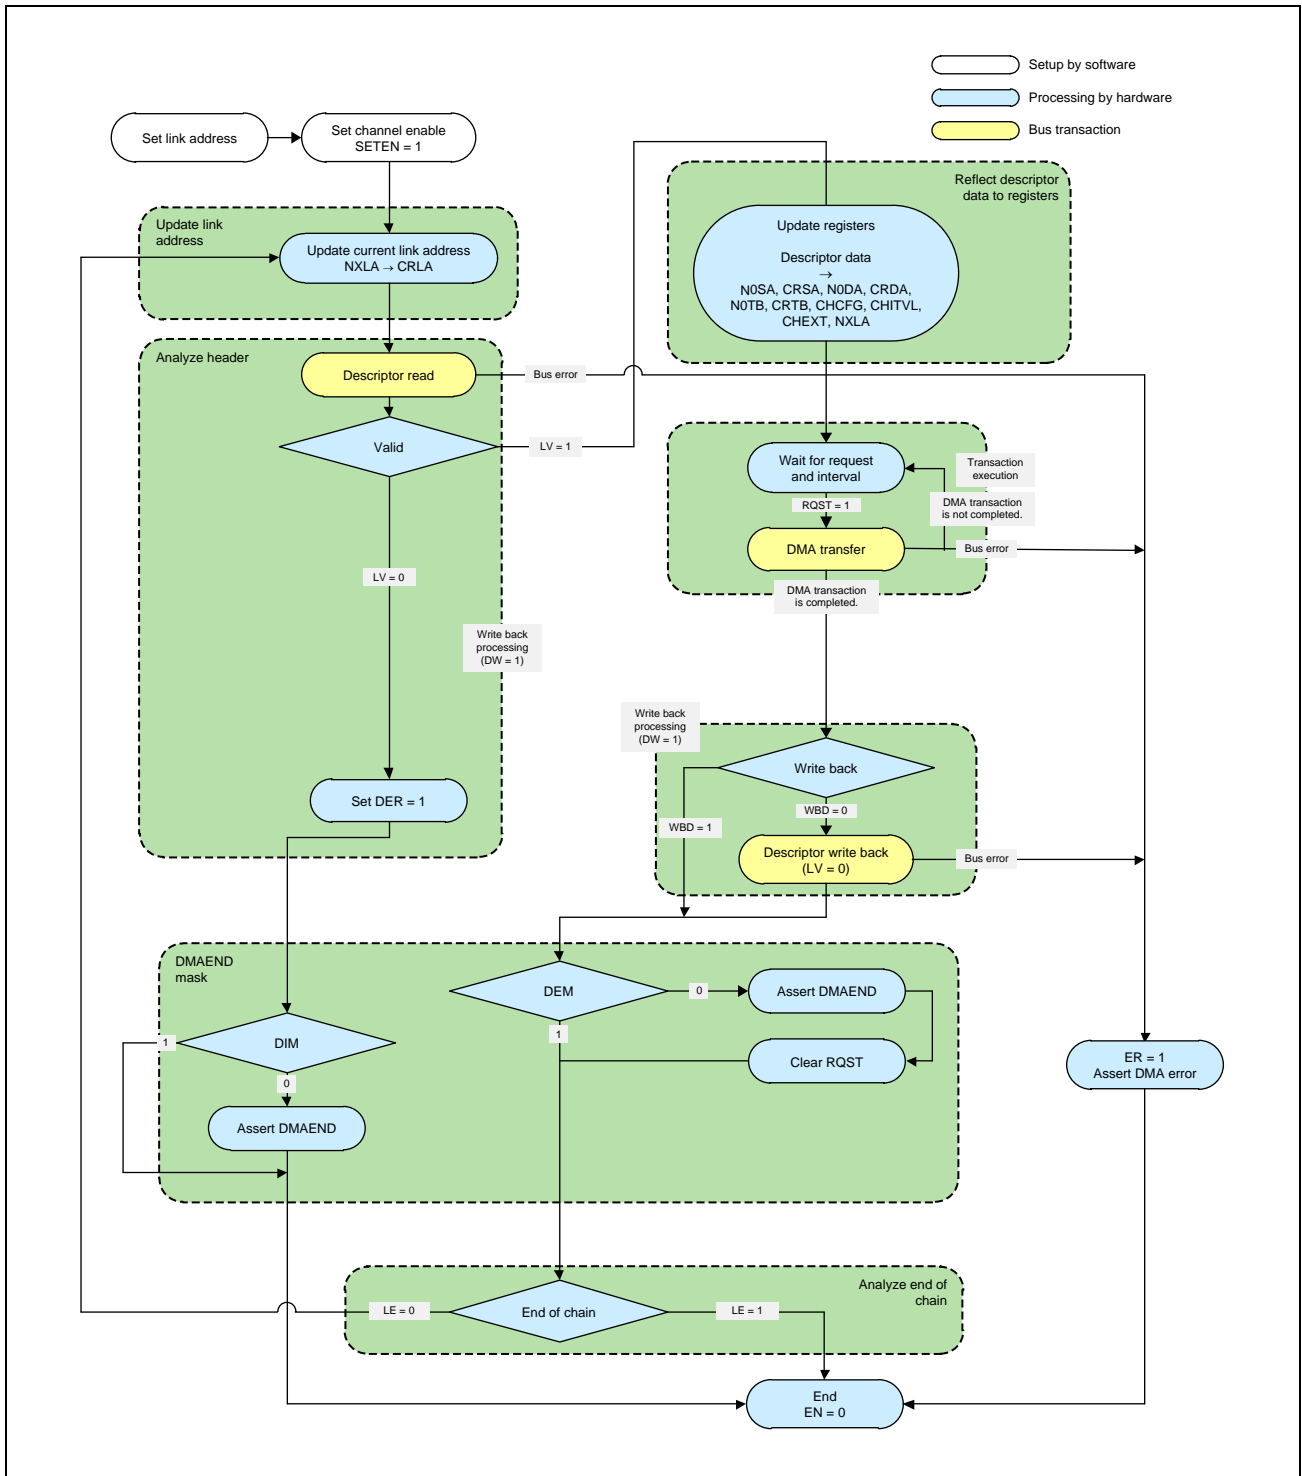 Setup by software
Processing by hardware
Bus transaction
Set link address
Set channel enable
SETEN = 1
Update link
address
Update current link address
NXLA → CRLA
Reflect descriptor
data to registers
Update registers
Descriptor data
→
N0SA, CRSA, N0DA, CRDA,
N0TB, CRTB, CHCFG, CHITVL,
CHEXT, NXLA
Analyze header
Descriptor read
Bus error
Valid
LV = 1
Wait for request
and interval
Transaction
execution
RQST = 1
DMA transaction
is not completed.
DMA transfer
Bus error
LV = 0
DMA transaction
is completed.
Write back
processing
(DW = 1)
Write back
processing
(DW = 1)
Write back
Set DER = 1
WBD = 0
WBD = 1
Descriptor write back
(LV = 0)
Bus error
DMAEND
mask
DEM
0
Assert DMAEND
1
1
DIM
Clear RQST
ER = 1
Assert DMA error
0
Assert DMAEND
Analyze end of
chain
LE = 0
End of chain
LE = 1
End
EN = 0